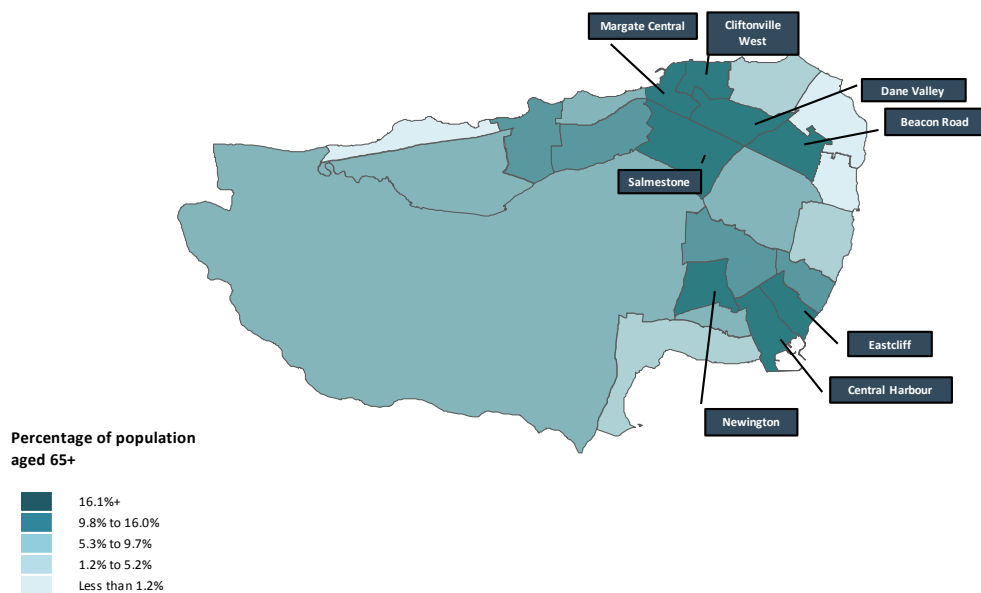 Margate Central
Cliftonville
West
Dane Valley
Beacon Road
Salmestone
Eastcliff
Central Harbour
Newington
Percentage of population
aged 65+
16.1%+
9.8% to 16.0%
5.3% to 9.7%
1.2% to 5.2%
Less than 1.2%